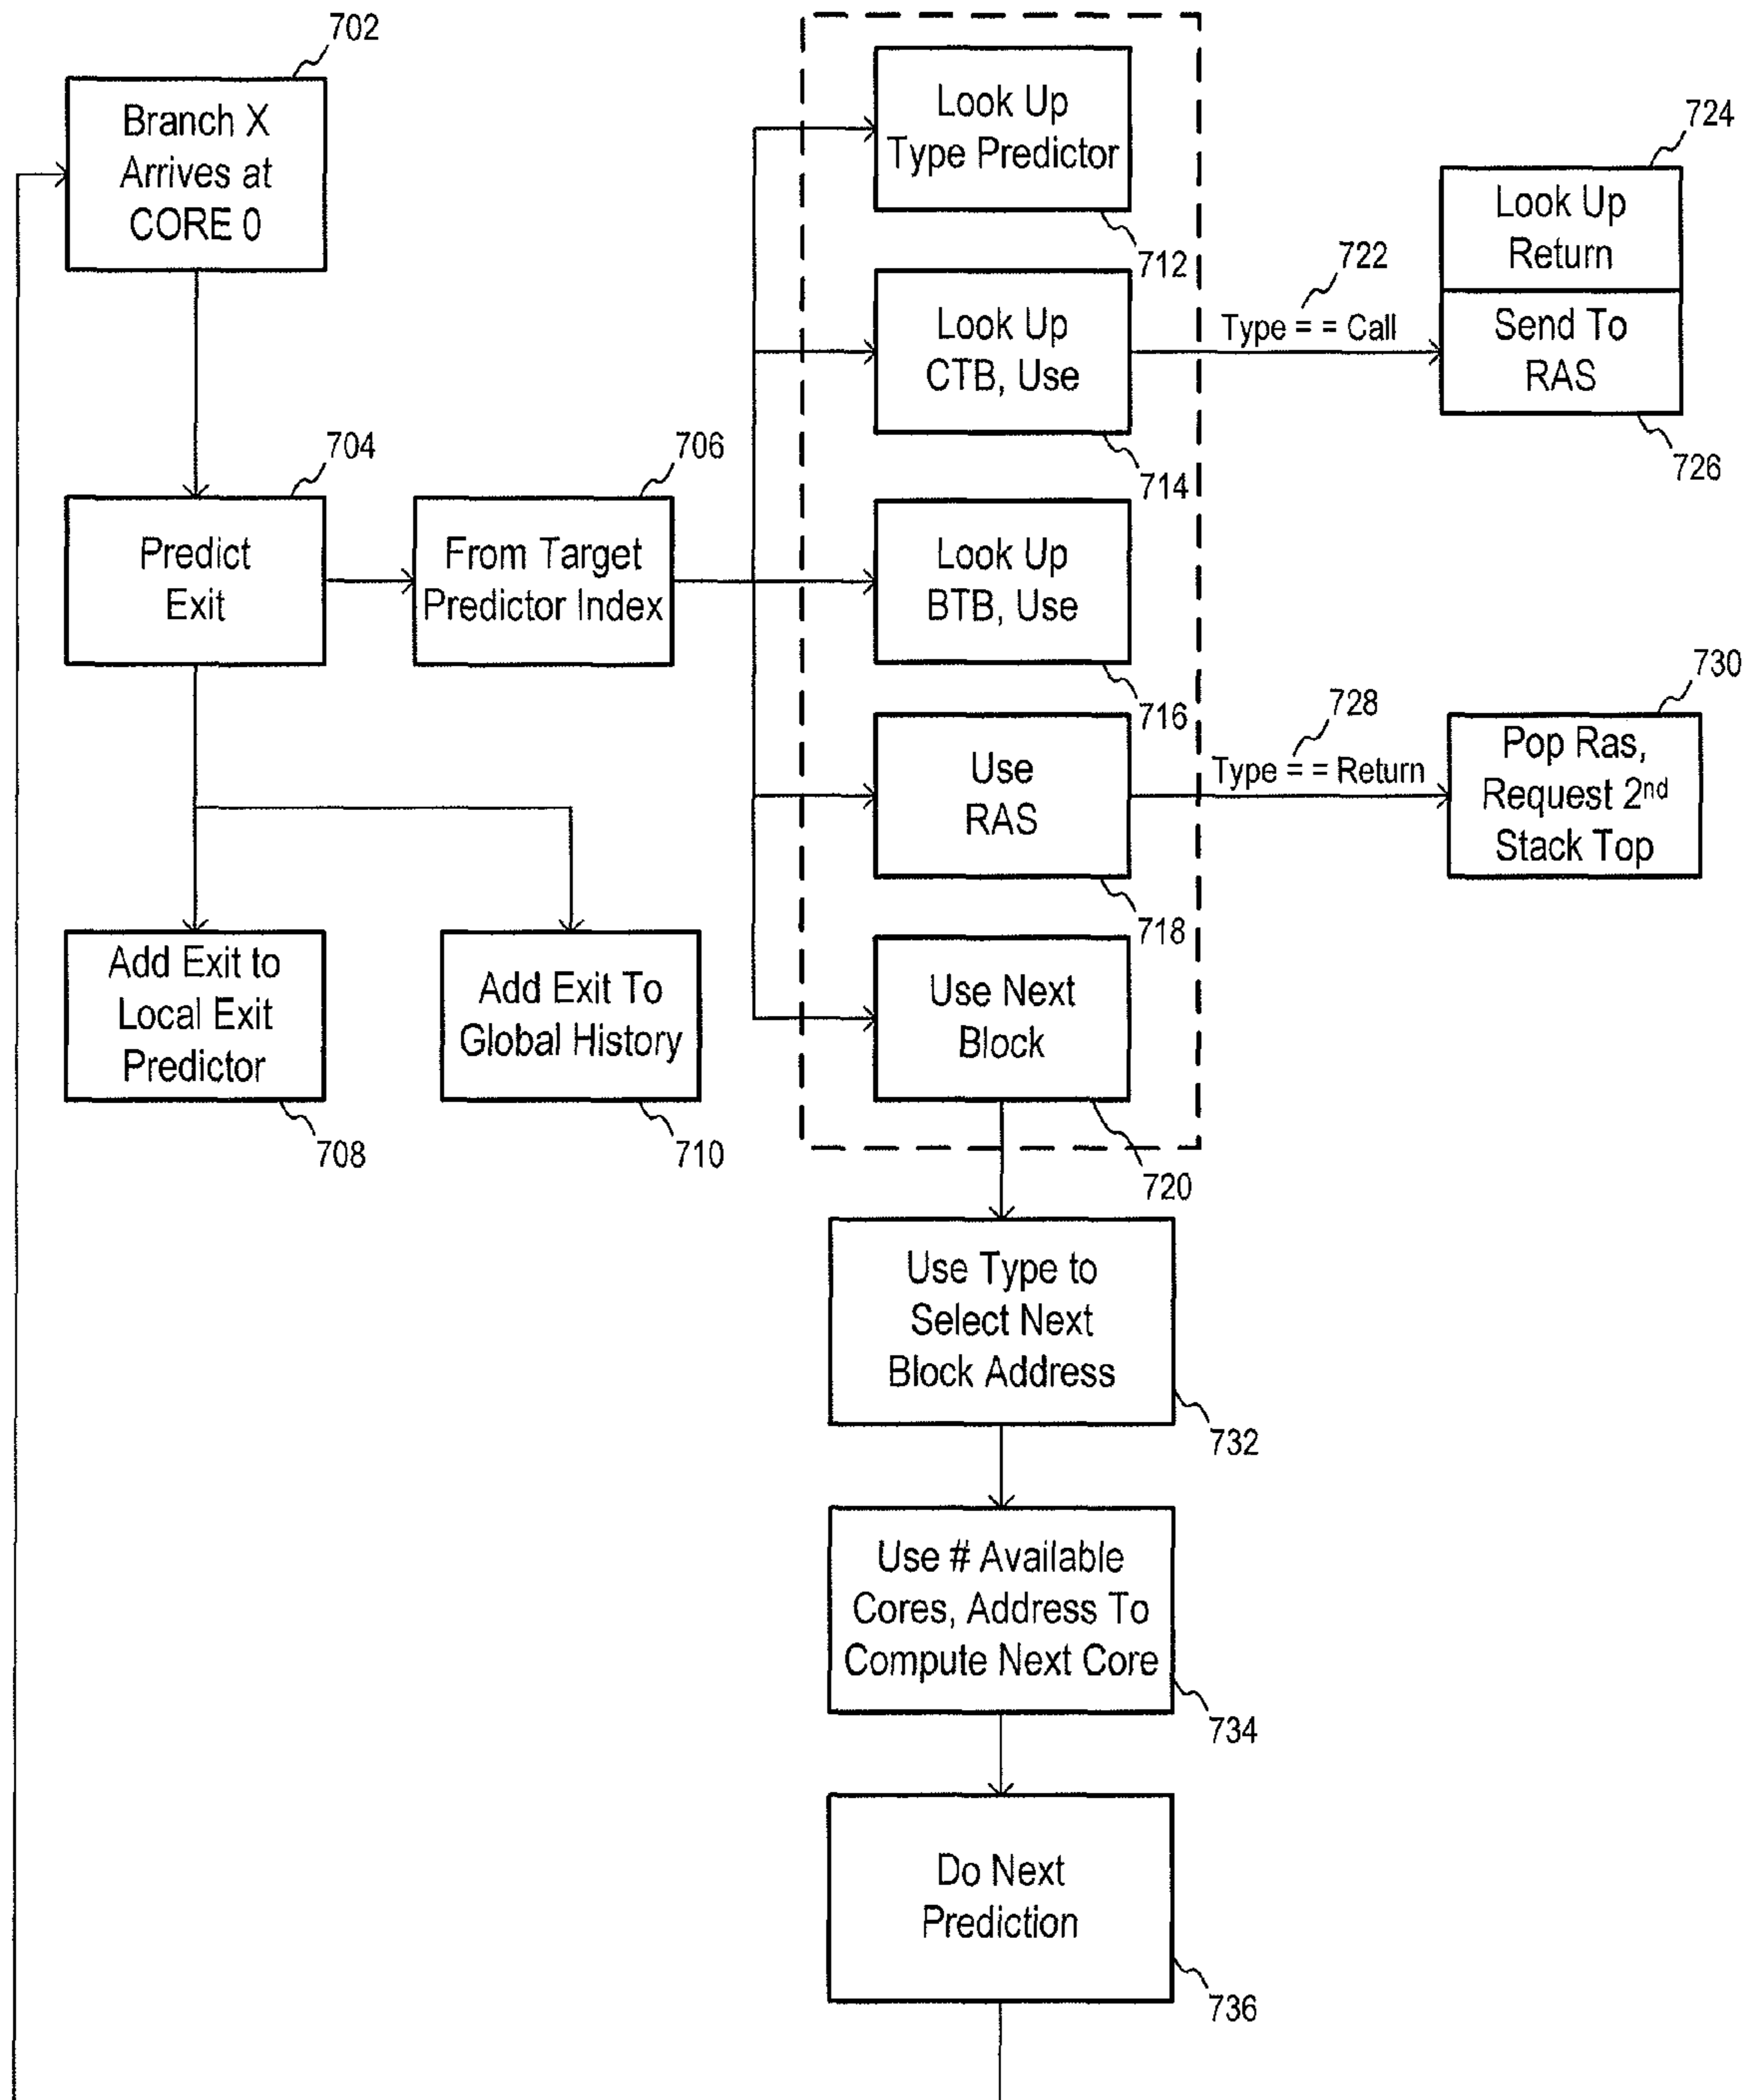 702
Branch X
Arrives at
CORE 0
704
Predict
Exit
706
From Target
Predictor Index
Add Exit to
Local Exit
Predictor
708
Add Exit To
Global History
710
Look Up
Type Predictor
712
Look Up
CTB, Use
714
722
Type = = Call
724
Look Up
Return
Send To
RAS
726
Look Up
BTB, Use
716
Use
RAS
718
728
Type = = Return
730
Pop Ras,
Request 2nd
Stack Top
Use Next
Block
720
Use Type to
Select Next
Block Address
732
Use # Available
Cores, Address To
Compute Next Core
734
Do Next
Prediction
736